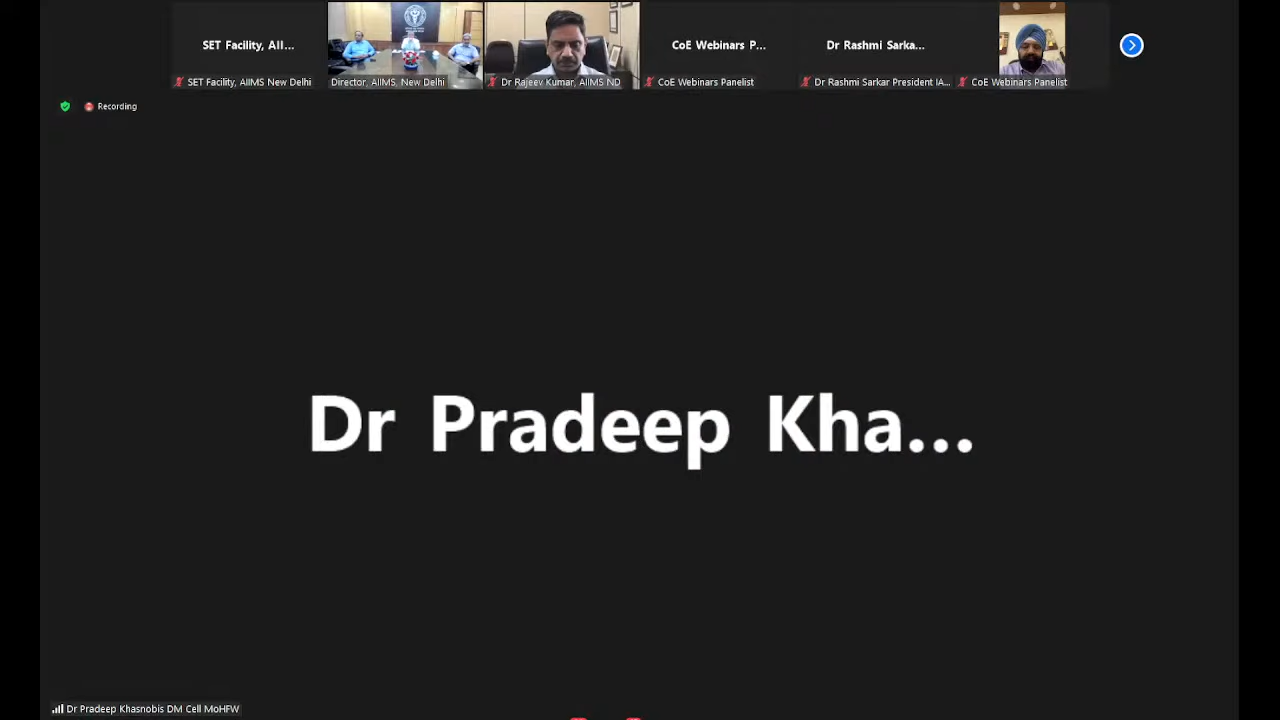 SET Facility, AII...
SET Facility, AIIMS New Delhi
Director, AIIMS, New Delhi
Dr Rajeev Kumar, AIIMS ND
CoE Webinars P...
CoE Webinars Panelist
Dr Rashmi Sarka...
Dr Rashmi Sarkar President IA...
CoE Webinars Panelist
Recording
Dr Pradeep Kha...
Dr Pradeep Khasnobis DM Cell MoHFW